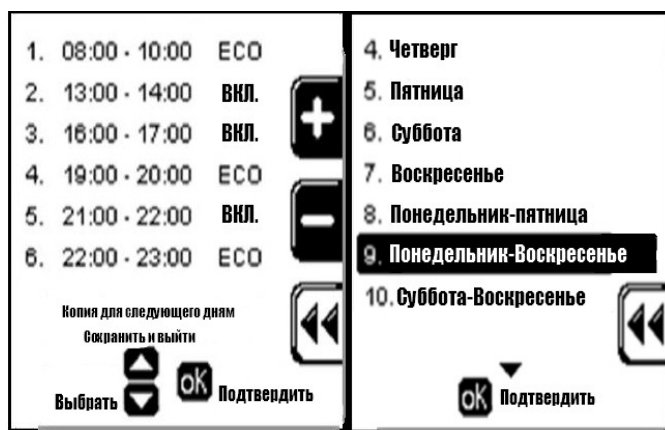 1. 08:00 - 10:00 ECO
2. 13:00 - 14:00 ВКЛ.
3. 16:00 - 17:00 ВКЛ.
4. 19:00 - 20:00 ECO
5. 21:00 - 22:00 ВКЛ.
6. 22:00 - 23:00 ECO
Копия для следующего дням
Сохранить и выйти
Выбрать ok Подтвердить
4. Четверг
5. Пятница
6. Суббота
7. Воскресенье
8. Понедельник-пятница
9. Понедельник-Воскресенье
10. Суббота-Воскресенье
ok Подтвердить